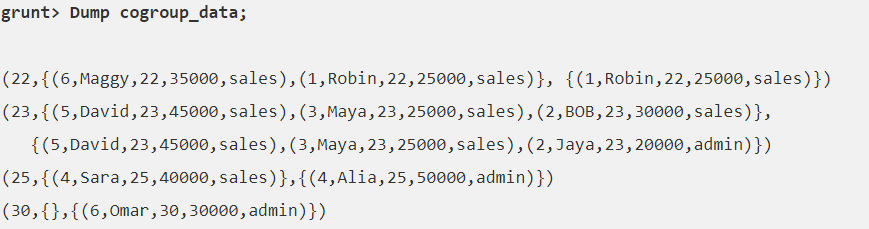 grunt> Dump cogroup_data;
(22,{(6,Maggy,22,35000,sales),(1,Robin,22,25000,sales)}, {(1,Robin,22,25000,sales)})
(23,{(5,David,23,45000,sales),(3,Maya,23,25000,sales),(2,BOB,23,30000,sales)},
{(5,David,23,45000,sales),(3,Maya,23,25000,sales),(2,Jaya,23,20000,admin)})
(25,{(4,Sara,25,40000,sales)},{(4,Alia,25,50000,admin)})
(30,{},{(6,Omar,30,30000,admin)})